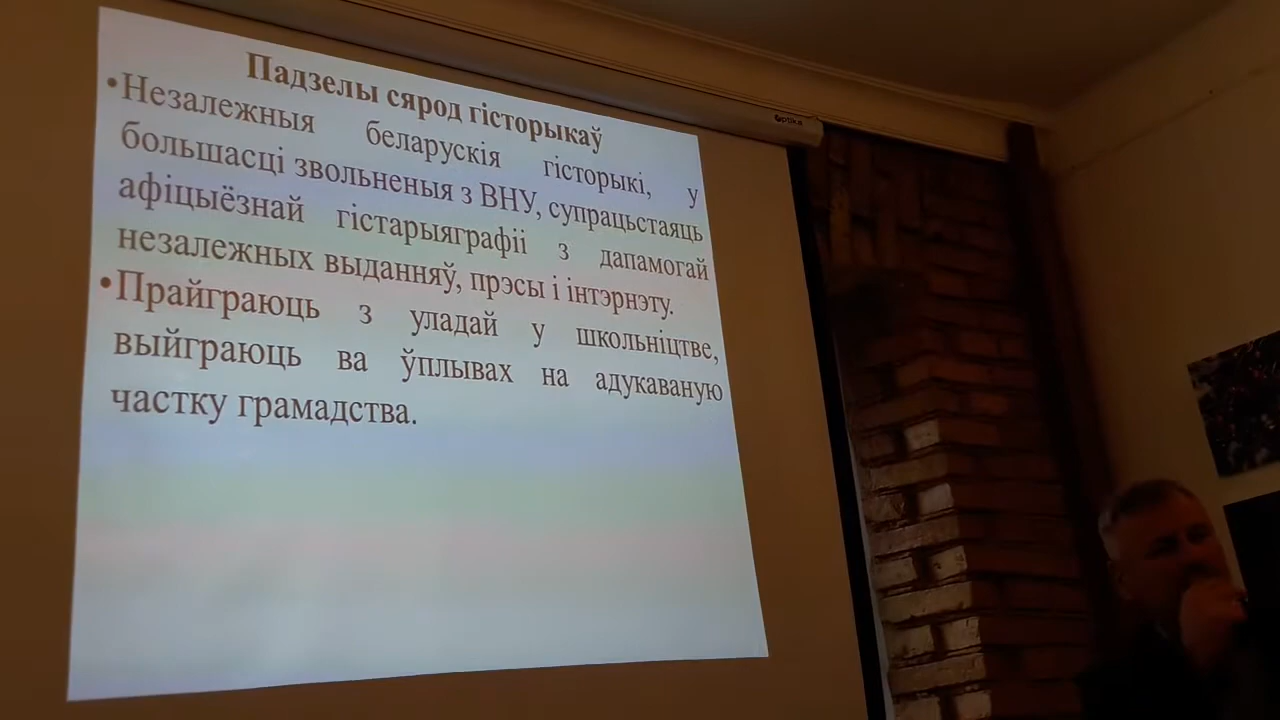 Падзелы сярод гісторыкаў
•Незалежныя беларускія гісторыкі, у
большасці звольненыя з ВНУ, супрацьстаяць
афіцыёзнай гістарыяграфіі з дапамогай
незалежных выданняў, прэсы і інтэрнэту.
•Прайграюць з уладай у школьніцтве,
выйграюць ва ўплывах на адукаваную
частку грамадства.